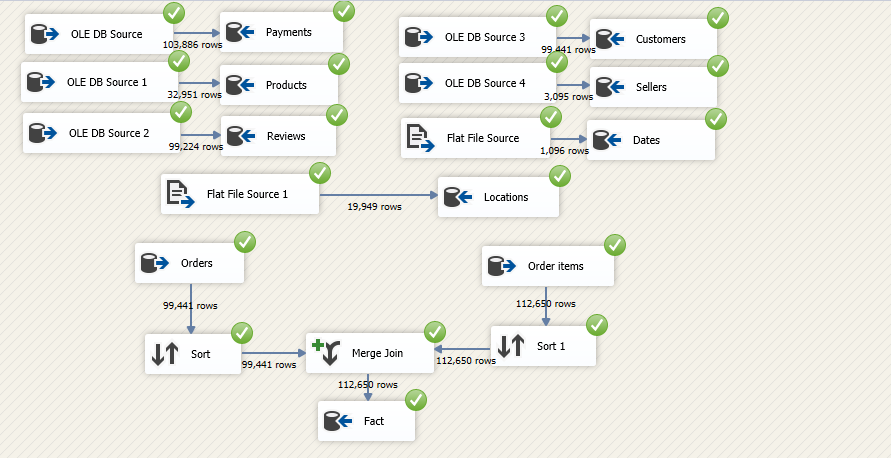 OLE DB Source
103,886 rows
Payments
OLE DB Source 3
99,441 rows
Customers
OLE DB Source 1
32,951 rows
Products
OLE DB Source 4
3,095 rows
Sellers
OLE DB Source 2
99,224 rows
Reviews
Flat File Source
1,096 rows
Dates
Flat File Source 1
19,949 rows
Locations
Orders
Order items
99,441 rows
112,650 rows
Sort
99,441 rows
Merge Join
112,650 rows
Sort 1
112,650 rows
Fact